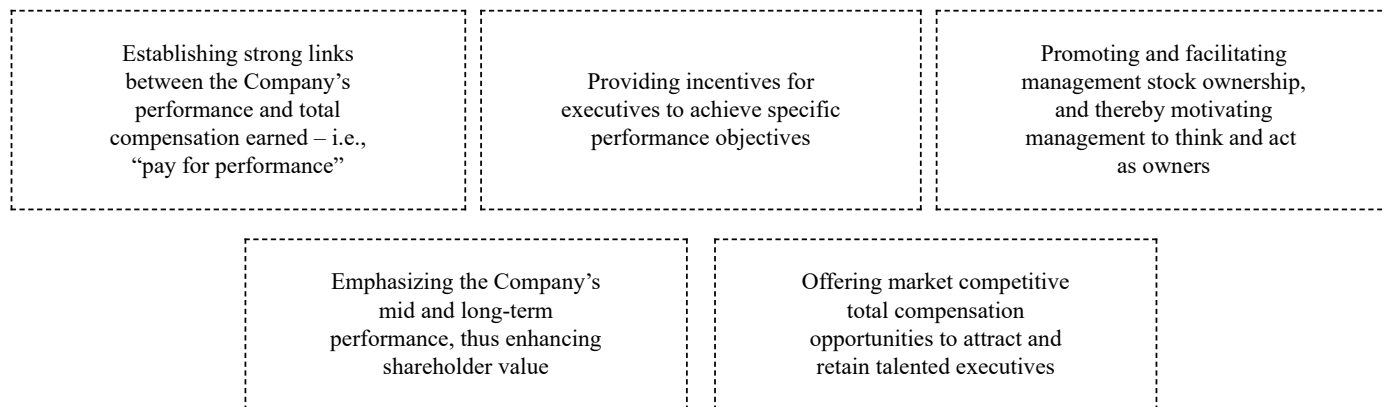 Establishing strong links
between the Company’s
performance and total
compensation earned – i.e.,
“pay for performance”
Providing incentives for
executives to achieve specific
performance objectives
Promoting and facilitating
management stock ownership,
and thereby motivating
management to think and act
as owners
Emphasizing the Company’s
mid and long-term
performance, thus enhancing
shareholder value
Offering market competitive
total compensation
opportunities to attract and
retain talented executives